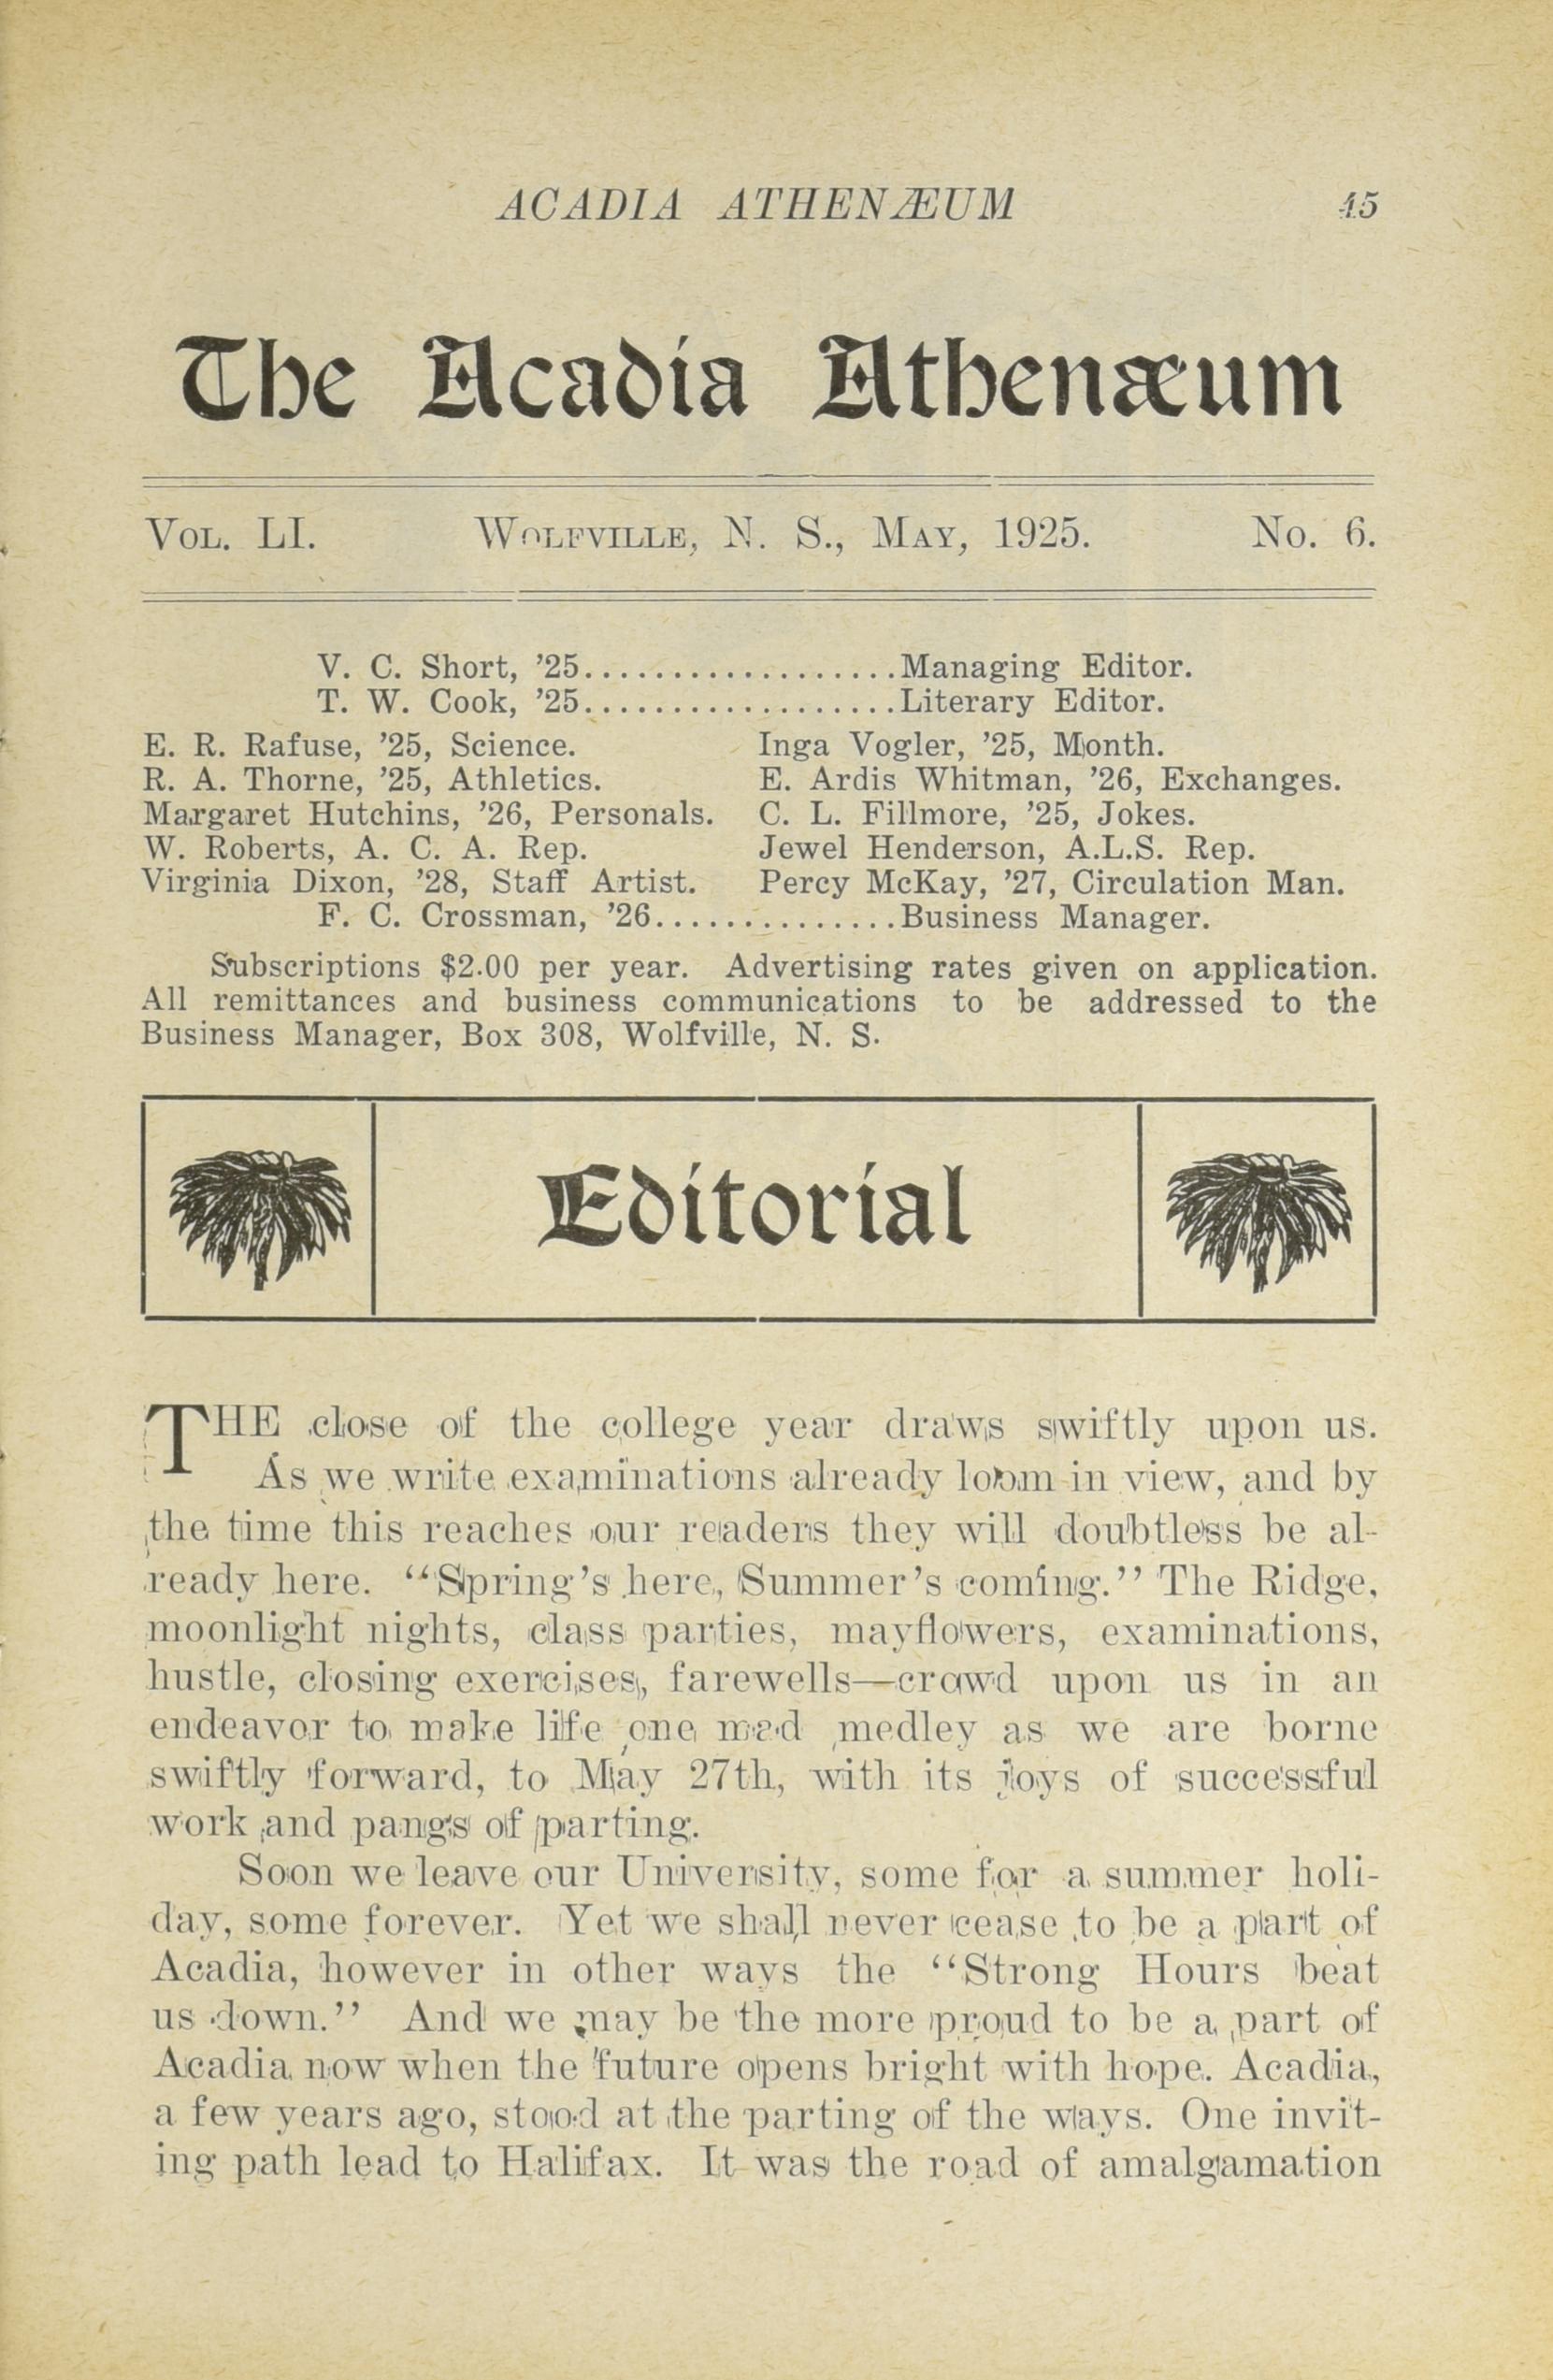 ACADIA ATHENÆUM 45
The Acadia Athenæum
VOL. LI. WOLFVILLE, N. S., MAY, 1925. No. 6.
V. C. Short, '25...................Managing Editor.
T. W. Cook, '25...................Literary Editor.
E. R. Rafuse, '25, Science. Inga Vogler, '25, Month.
R. A. Thorne, '25, Athletics. E. Ardis Whitman, '26, Exchanges.
Margaret Hutchins, '26, Personals. C. L. Fillmore, '25, Jokes.
W. Roberts, A. C. A. Rep. Jewel Henderson, A.L.S. Rep.
Virginia Dixon, '28, Staff Artist. Percy McKay, '27, Circulation Man.
F. C. Crossman, '26...............Business Manager.
Subscriptions $2.00 per year. Advertising rates given on application.
All remittances and business communications to be addressed to the
Business Manager, Box 308, Wolfville, N. S.
Editorial
THE close of the college year draws swiftly upon us.
As we write examinations already loom in view, and by
the time this reaches our readers they will doubtless be al-
ready here. "Spring's here, Summer's coming." The Ridge,
moonlight nights, class parties, mayflowers, examinations,
hustle, closing exercises, farewells—crowd upon us in an
endeavor to make life one mad medley as we are borne
swiftly forward, to May 27th, with its joys of successful
work and pangs of parting.
Soon we leave our University, some for a summer holi-
day, some forever. Yet we shall never cease to be a part of
Acadia, however in other ways the "Strong Hours beat
us down." And we may be the more proud to be a part of
Acadia now when the future opens bright with hope. Acadia,
a few years ago, stood at the parting of the ways. One invit-
ing path lead to Halifax. It was the road of amalgamation